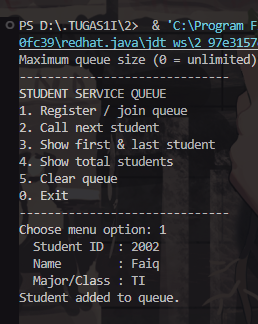 PS D:\.TUGAS1I\2>  & 'C:\Program F
0fc39\redhat.java\jdt_ws\2_97e3157
Maximum queue size (0 = unlimited)
------------------------------
STUDENT SERVICE QUEUE
1. Register / join queue
2. Call next student
3. Show first & last student
4. Show total students
5. Clear queue
0. Exit
------------------------------
Choose menu option: 1
  Student ID  : 2002
  Name        : Faiq
  Major/Class : TI
Student added to queue.